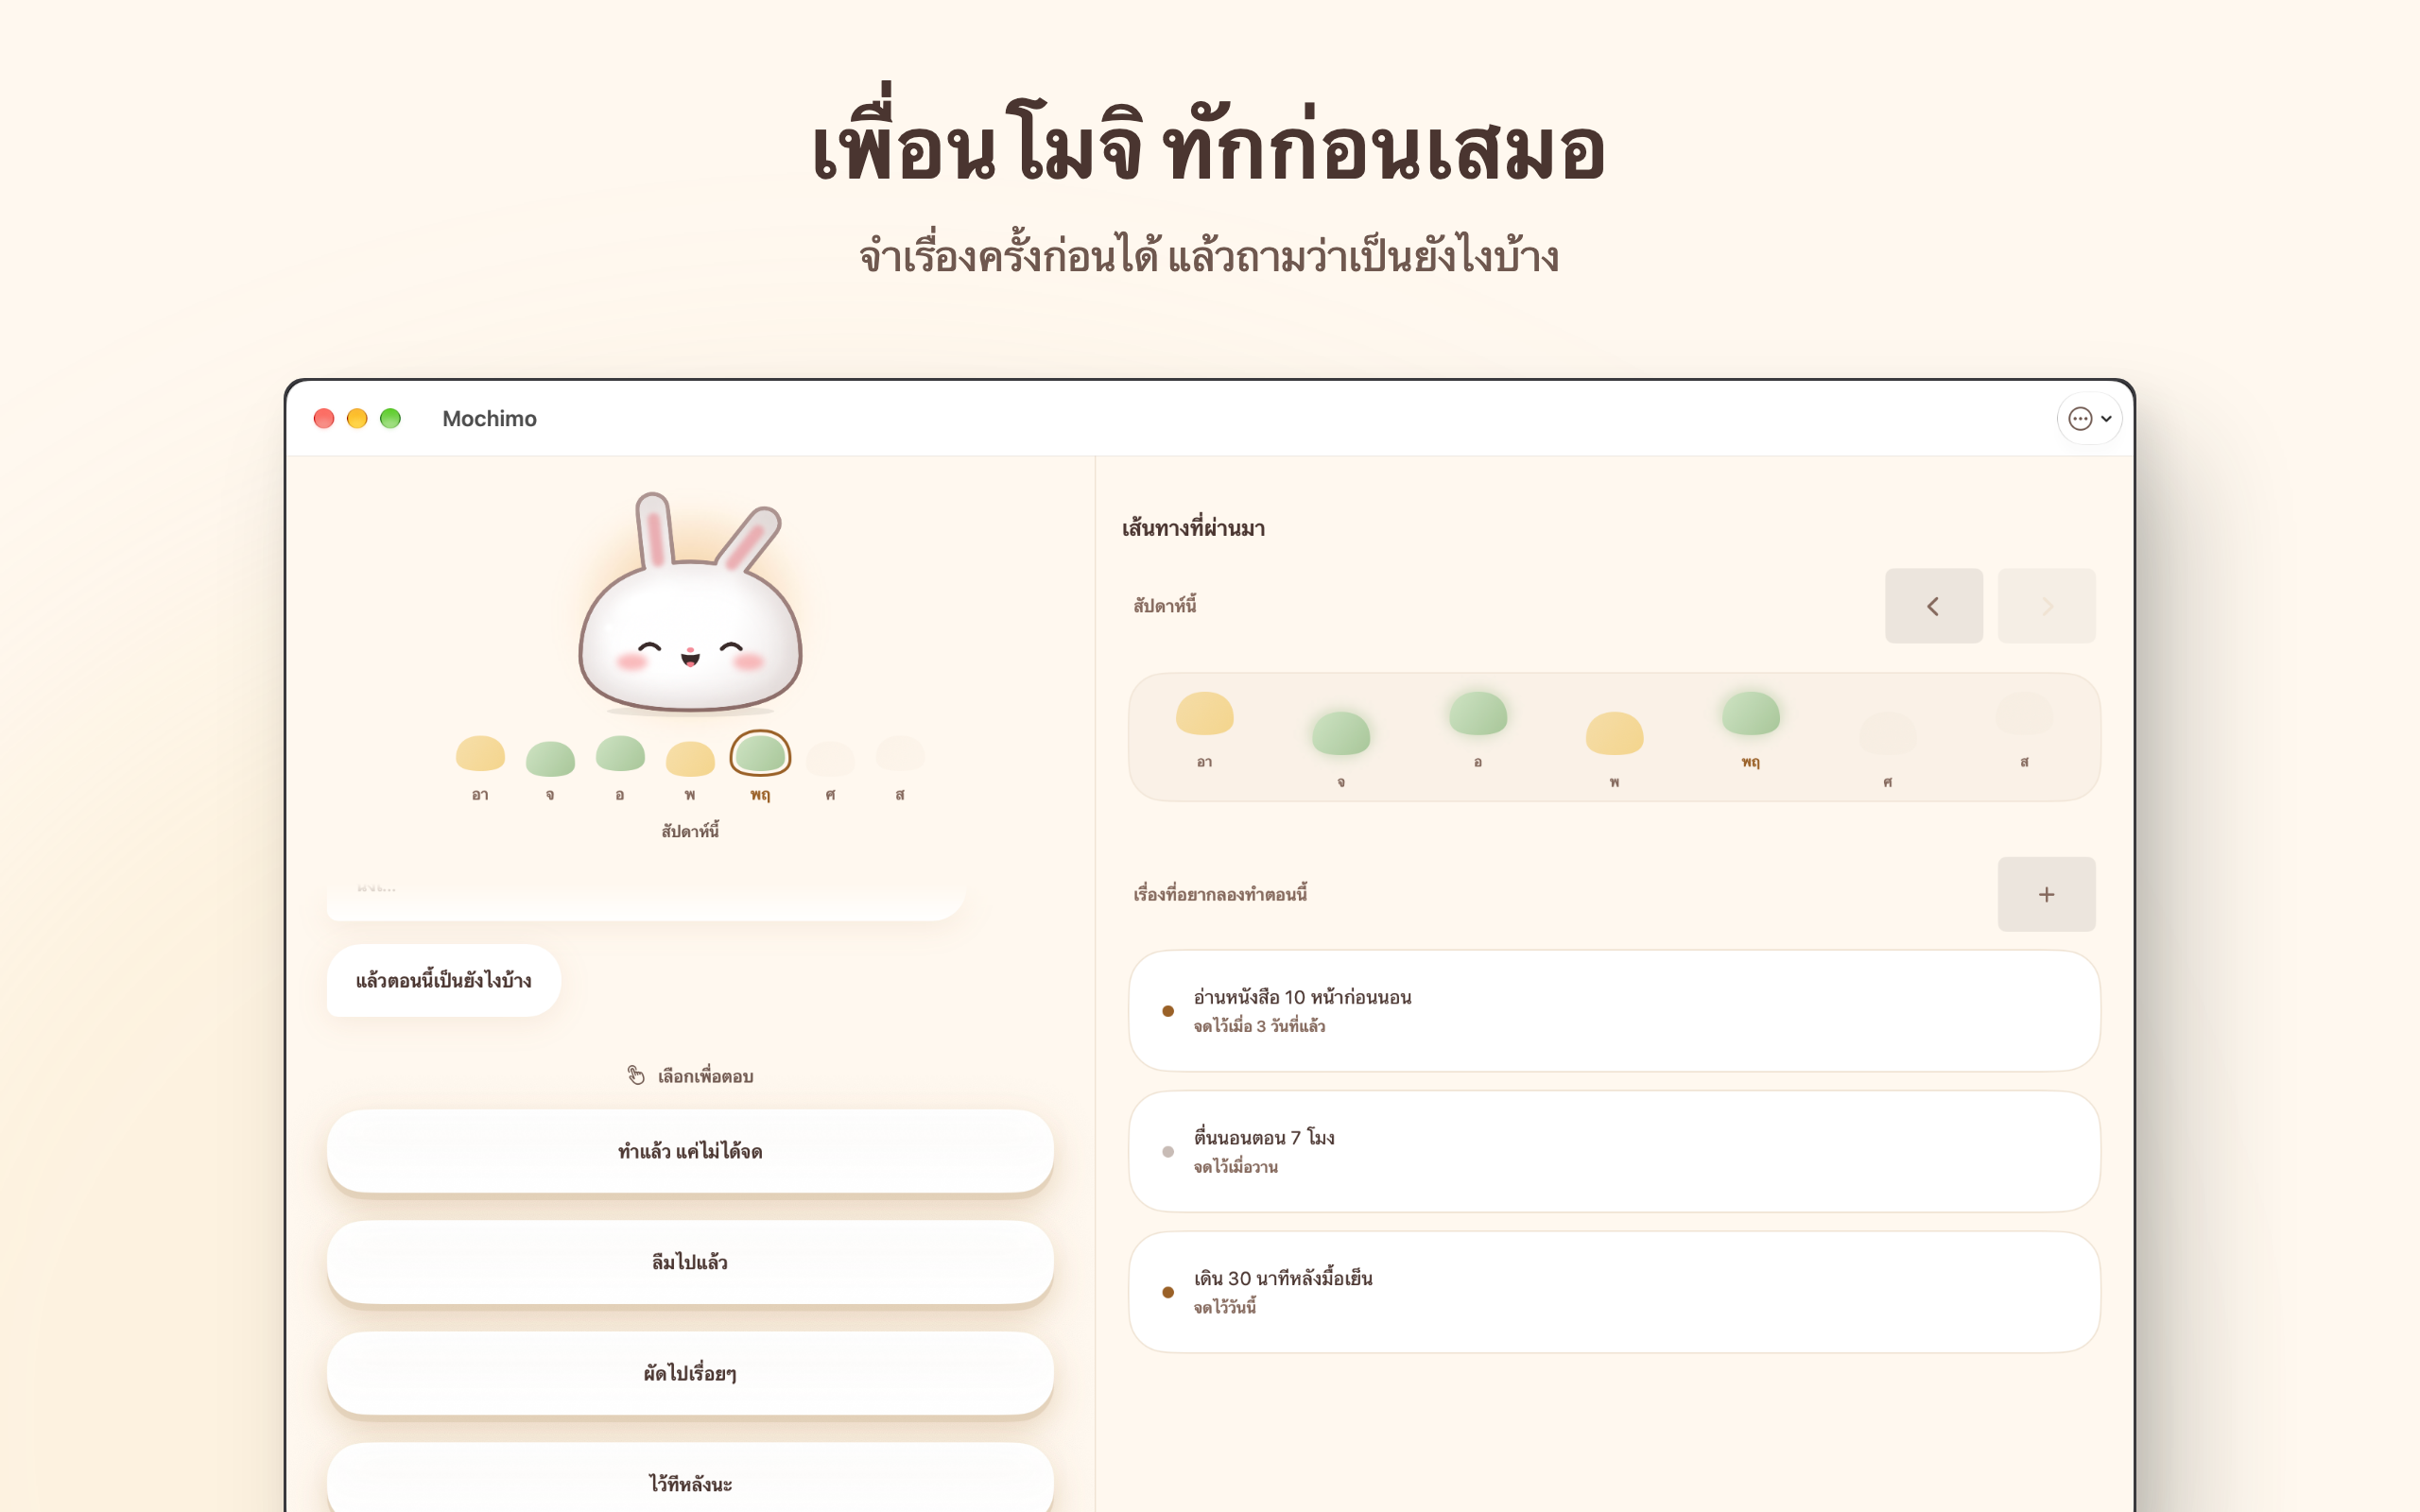 เพื่อนโมจิ ทักก่อนเสมอ
จำเรื่องครั้งก่อนได้ แล้วถามว่าเป็นยังไงบ้าง
Mochimo
อา จ อ พ พฤ ศ ส
สัปดาห์นี้
แล้วตอนนี้เป็นยังไงบ้าง
เลือกเพื่อตอบ
ทำแล้ว แค่ไม่ได้จด
ลืมไปแล้ว
ผัดไปเรื่อยๆ
ไว้ทีหลังนะ
เส้นทางที่ผ่านมา
สัปดาห์นี้
อา จ อ พ พฤ ศ ส
เรื่องที่อยากลองทำตอนนี้
อ่านหนังสือ 10 หน้าก่อนนอน
จดไว้เมื่อ 3 วันที่แล้ว
ตื่นนอนตอน 7 โมง
จดไว้เมื่อวาน
เดิน 30 นาทีหลังมื้อเย็น
จดไว้วันนี้